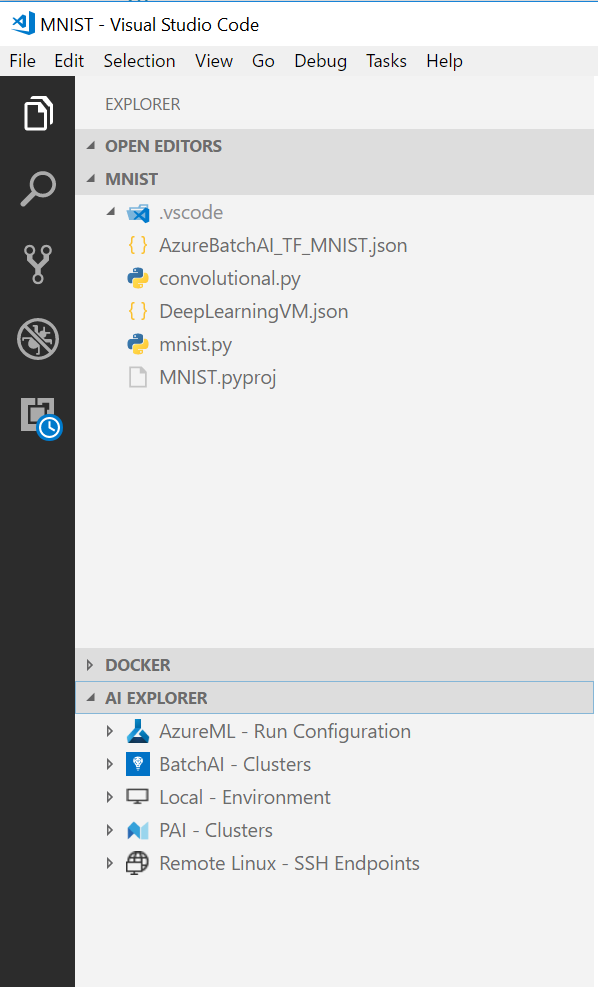 MNIST - Visual Studio Code
File Edit Selection View Go Debug Tasks Help
EXPLORER
OPEN EDITORS
MNIST
.vscode
AzureBatchAI_TF_MNIST.json
convolutional.py
DeepLearningVM.json
mnist.py
MNIST.pyproj
DOCKER
AI EXPLORER
AzureML - Run Configuration
BatchAI - Clusters
Local - Environment
PAI - Clusters
Remote Linux - SSH Endpoints